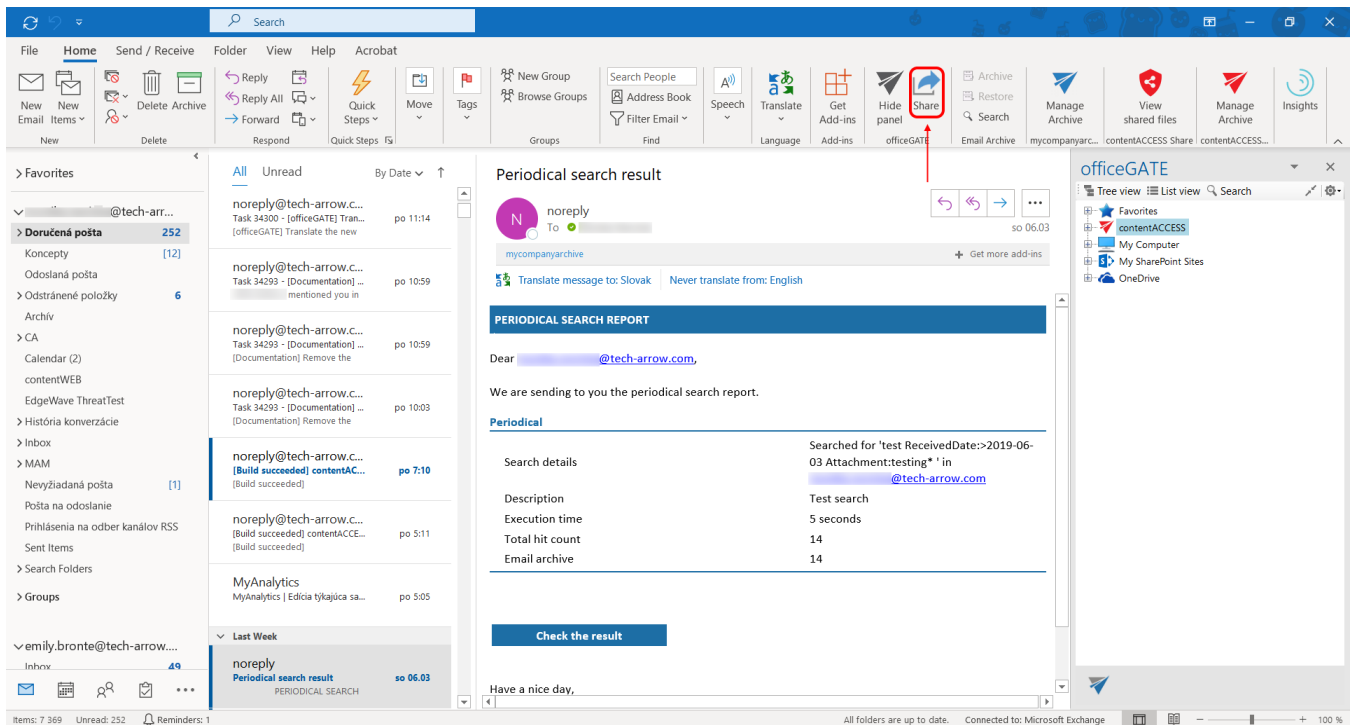 Search
File Home Send / Receive Folder View Help Acrobat
New Email
New Items
New
Delete
Archive
Delete
Reply
Reply All
Forward
Respond
Quick Steps
Quick Steps
Move
Tags
New Group
Browse Groups
Groups
Search People
Address Book
Filter Email
Find
Speech
Translate
Language
Get Add-ins
Add-ins
Hide panel
Share
officeGATE
Archive
Restore
Search
Email Archive
Manage Archive
mycompanyarc...
View shared files
contentACCESS Share
Manage Archive
contentACCESS...
Insights
Favorites
@tech-arr...
Doručená pošta 252
Koncepty [12]
Odoslaná pošta
Odstránené položky 6
Archív
CA
Calendar (2)
contentWEB
EdgeWave ThreatTest
História konverzácie
Inbox
MAM
Nevyžiadaná pošta [1]
Pošta na odoslanie
Prihlásenia na odber kanálov RSS
Sent Items
Search Folders
Groups
emily.bronte@tech-arrow....
Inbox 49
All Unread By Date
noreply@tech-arrow.c...
Task 34300 - [officeGATE] Tran... po 11:14
[officeGATE] Translate the new
noreply@tech-arrow.c...
Task 34293 - [Documentation] ... po 10:59
mentioned you in
noreply@tech-arrow.c...
Task 34293 - [Documentation] ... po 10:59
[Documentation] Remove the
noreply@tech-arrow.c...
Task 34293 - [Documentation] ... po 10:03
[Documentation] Remove the
noreply@tech-arrow.c...
[Build succeeded] contentAC... po 7:10
[Build succeeded]
noreply@tech-arrow.c...
[Build succeeded] contentACCE... po 5:11
[Build succeeded]
MyAnalytics
MyAnalytics | Edícia týkajúca sa... po 5:05
Last Week
noreply
Periodical search result so 06.03
PERIODICAL SEARCH
Periodical search result
N
noreply
To
so 06.03
mycompanyarchive
+ Get more add-ins
Translate message to: Slovak Never translate from: English
PERIODICAL SEARCH REPORT
Dear @tech-arrow.com,
We are sending to you the periodical search report.
Periodical
Search details
Searched for 'test ReceivedDate:>2019-06-
03 Attachment:testing* ' in
@tech-arrow.com
Description Test search
Execution time 5 seconds
Total hit count 14
Email archive 14
Check the result
Have a nice day,
officeGATE
Tree view List view Search
Favorites
contentACCESS
My Computer
My SharePoint Sites
OneDrive
Items: 7 369 Unread: 252 Reminders: 1
All folders are up to date. Connected to: Microsoft Exchange 100 %